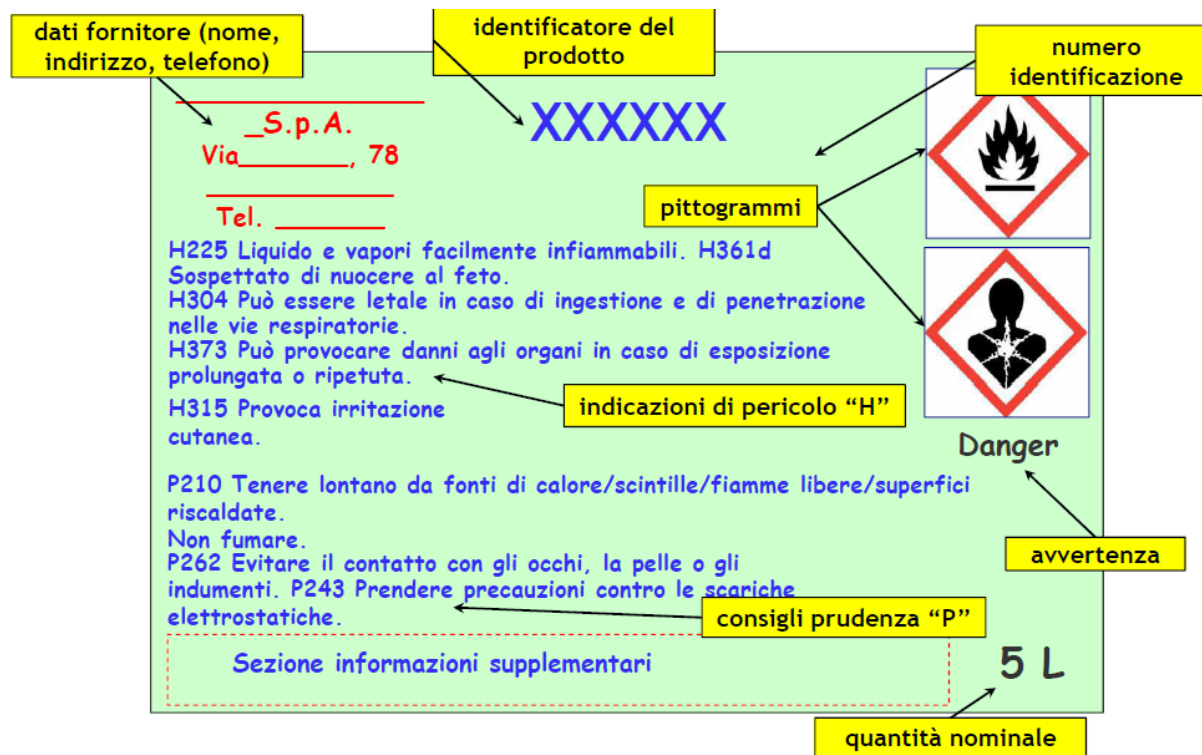 dati fornitore (nome,
indirizzo, telefono)
identificatore del
prodotto
numero
identificazione
_S.p.A.
Via_______, 78
Tel. _______
XXXXXX
pittogrammi
H225 Liquido e vapori facilmente infiammabili. H361d
Sospettato di nuocere al feto.
H304 Può essere letale in caso di ingestione e di penetrazione
nelle vie respiratorie.
H373 Può provocare danni agli organi in caso di esposizione
prolungata o ripetuta.
H315 Provoca irritazione
cutanea.
indicazioni di pericolo “H”
Danger
P210 Tenere lontano da fonti di calore/scintille/fiamme libere/superfici
riscaldate.
Non fumare.
P262 Evitare il contatto con gli occhi, la pelle o gli
indumenti. P243 Prendere precauzioni contro le scariche
elettrostatiche.
avvertenza
consigli prudenza “P”
Sezione informazioni supplementari
5 L
quantità nominale